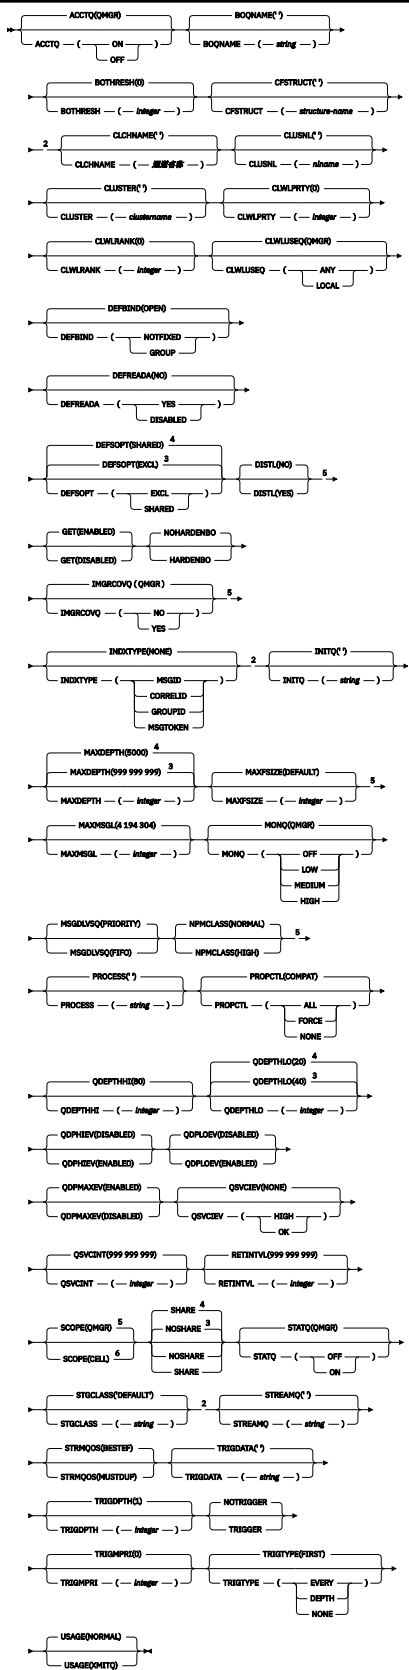 ACCTQ(QMGR) BOQNAME(' ')
ACCTQ ( ON ) BOQNAME ( string )
OFF
BOTHRESH(0) CFSTRUCT(' ')
BOTHRESH ( integer ) CFSTRUCT ( structure-name )
2 CLCHNAME(' ') CLUSNL(' ')
CLCHNAME ( 通道名称 ) CLUSNL ( nlname )
CLUSTER(' ') CLWLPRTY(0)
CLUSTER ( clustername ) CLWLPRTY ( integer )
CLWLRANK(0) CLWLUSEQ(QMGR)
CLWLRANK ( integer ) CLWLUSEQ ( ANY )
LOCAL
DEFBIND(OPEN)
DEFBIND ( NOTFIXED )
GROUP
DEFREADA(NO)
DEFREADA ( YES )
DISABLED
DEFSOPT(SHARED) 4
DEFSOPT(EXCL) 3 DISTL(NO) 5
DEFSOPT ( EXCL ) DISTL(YES)
SHARED
GET(ENABLED) NOHARDENBO
GET(DISABLED) HARDENBO
IMGRCOVQ ( QMGR ) 5
IMGRCOVQ ( NO )
YES
INDXTYPE(NONE) 2 INITQ(' ')
INDXTYPE ( MSGID ) INITQ ( string )
CORRELID
GROUPID
MSGTOKEN
MAXDEPTH(5000) 4
MAXDEPTH(999 999 999) 3 MAXFSIZE(DEFAULT) 5
MAXDEPTH ( integer ) MAXFSIZE ( integer )
MAXMSGL(4 194 304) MONQ(QMGR)
MAXMSGL ( integer ) MONQ ( OFF )
LOW
MEDIUM
HIGH
MSGDLVSQ(PRIORITY) NPMCLASS(NORMAL) 5
MSGDLVSQ(FIFO) NPMCLASS(HIGH)
PROCESS(' ') PROPCTL(COMPAT)
PROCESS ( string ) PROPCTL ( ALL )
FORCE
NONE
QDEPTHLO(20) 4
QDEPTHHI(80) QDEPTHLO(40) 3
QDEPTHHI ( integer ) QDEPTHLO ( integer )
QDPHIEV(DISABLED) QDPLOEV(DISABLED)
QDPHIEV(ENABLED) QDPLOEV(ENABLED)
QDPMAXEV(ENABLED) QSVCIEV(NONE)
QDPMAXEV(DISABLED) QSVCIEV ( HIGH )
OK
QSVCINT(999 999 999) RETINTVL(999 999 999)
QSVCINT ( integer ) RETINTVL ( integer )
SHARE 4
SCOPE(QMGR) 5 NOSHARE 3 STATQ(QMGR)
SCOPE(CELL) 6 NOSHARE STATQ ( OFF )
SHARE ON
STGCLASS('DEFAULT') 2 STREAMQ(' ')
STGCLASS ( string ) STREAMQ ( string )
STRMQOS(BESTEF) TRIGDATA(' ')
STRMQOS(MUSTDUP) TRIGDATA ( string )
TRIGDPTH(1) NOTRIGGER
TRIGDPTH ( integer ) TRIGGER
TRIGMPRI(0) TRIGTYPE(FIRST)
TRIGMPRI ( integer ) TRIGTYPE ( EVERY )
DEPTH
NONE
USAGE(NORMAL)
USAGE(XMITQ)